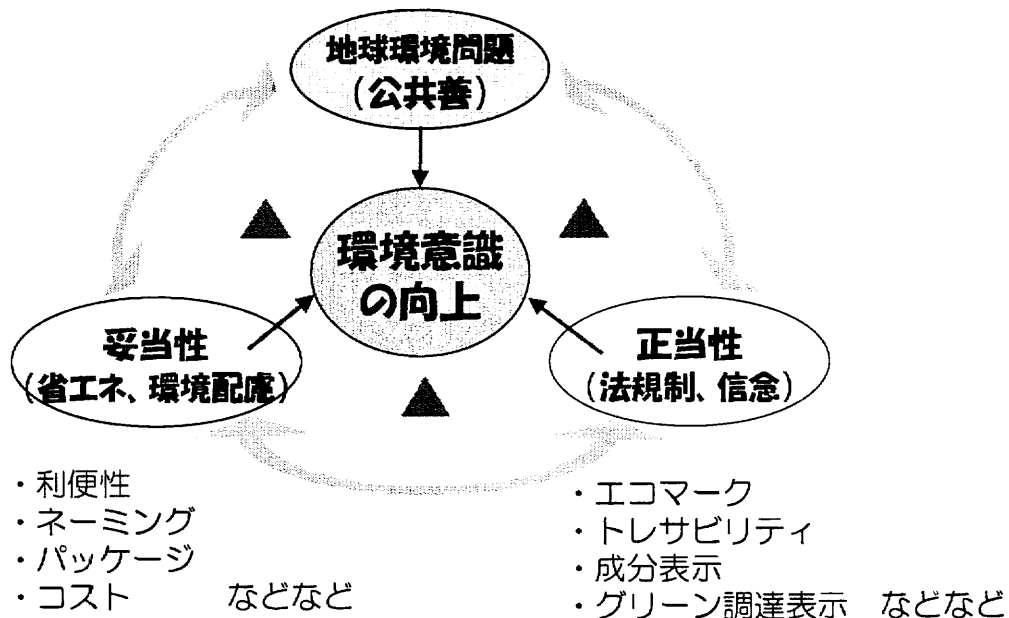 地球環境問題
(公共善)
環境意識
の向上
妥当性
(省エネ、環境配慮)
正当性
(法規制、信念)
・利便性
・ネーミング
・パッケージ
・コスト　などなど
・エコマーク
・トレサビリティ
・成分表示
・グリーン調達表示　などなど